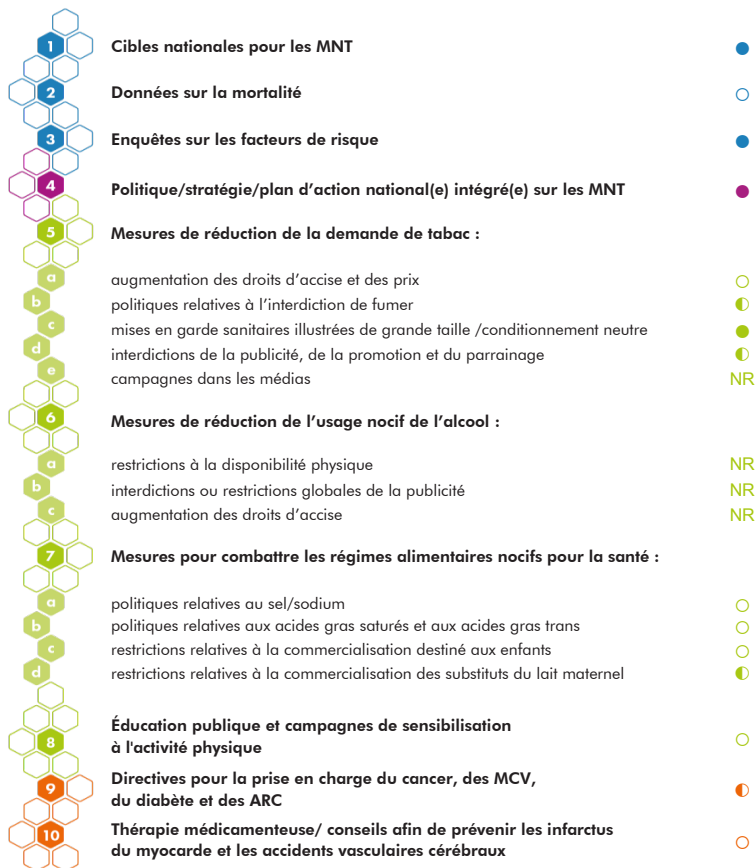 1 Cibles nationales pour les MNT ●
2 Données sur la mortalité ○
3 Enquêtes sur les facteurs de risque ●
4 Politique/stratégie/plan d'action national(e) intégré(e) sur les MNT ●
5 Mesures de réduction de la demande de tabac :
a augmentation des droits d'accise et des prix ○
b politiques relatives à l'interdiction de fumer ◐
c mises en garde sanitaires illustrées de grande taille /conditionnement neutre ●
d interdictions de la publicité, de la promotion et du parrainage ◐
e campagnes dans les médias NR
6 Mesures de réduction de l'usage nocif de l'alcool :
a restrictions à la disponibilité physique NR
b interdictions ou restrictions globales de la publicité NR
c augmentation des droits d'accise NR
7 Mesures pour combattre les régimes alimentaires nocifs pour la santé :
a politiques relatives au sel/sodium ○
b politiques relatives aux acides gras saturés et aux acides gras trans ○
c restrictions relatives à la commercialisation destiné aux enfants ○
d restrictions relatives à la commercialisation des substituts du lait maternel ◐
8 Éducation publique et campagnes de sensibilisation
à l'activité physique ○
9 Directives pour la prise en charge du cancer, des MCV,
du diabète et des ARC ◐
10 Thérapie médicamenteuse/ conseils afin de prévenir les infarctus
du myocarde et les accidents vasculaires cérébraux ○